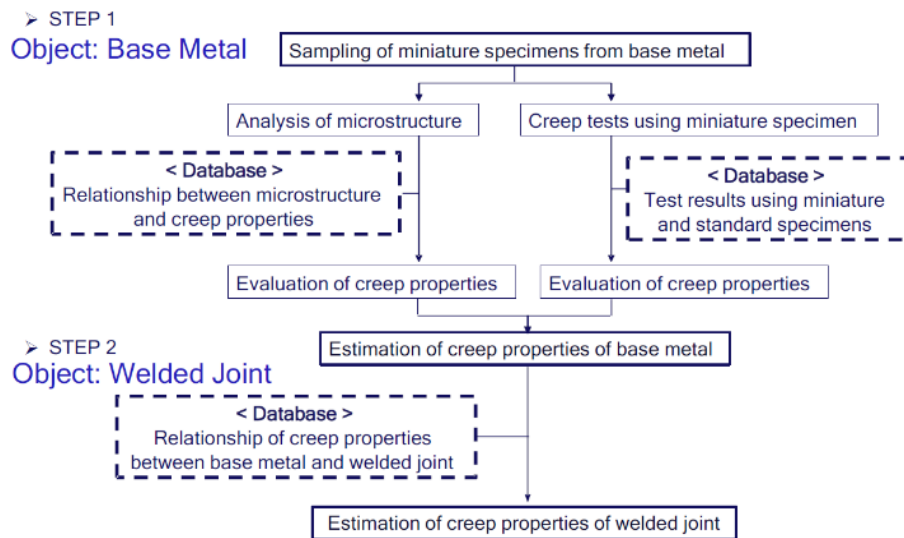 ➢ STEP 1
Object: Base Metal
Sampling of miniature specimens from base metal
Analysis of microstructure
Creep tests using miniature specimen
< Database >
Relationship between microstructure
and creep properties
< Database >
Test results using miniature
and standard specimens
Evaluation of creep properties
Evaluation of creep properties
Estimation of creep properties of base metal
➢ STEP 2
Object: Welded Joint
< Database >
Relationship of creep properties
between base metal and welded joint
Estimation of creep properties of welded joint